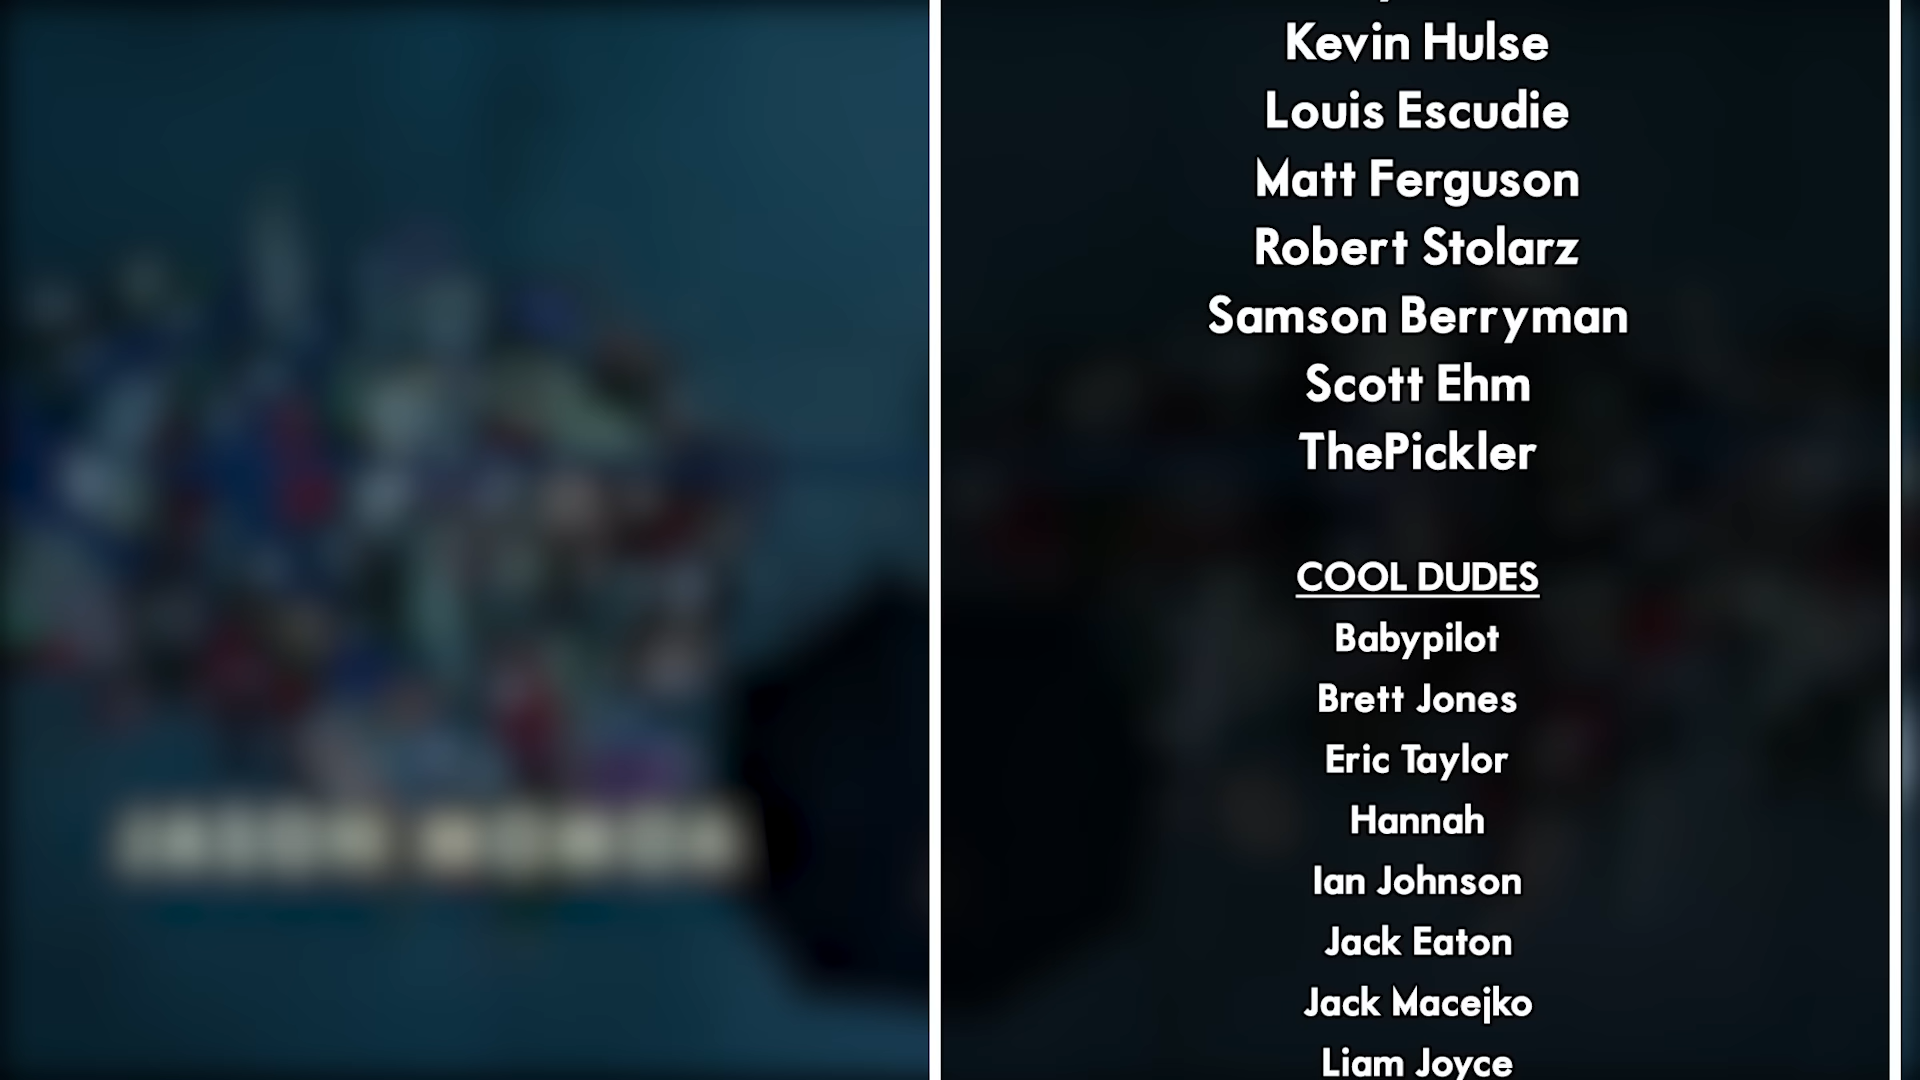 Kevin Hulse
Louis Escudie
Matt Ferguson
Robert Stolarz
Samson Berryman
Scott Ehm
ThePickler
COOL DUDES
Babypilot
Brett Jones
Eric Taylor
Hannah
Ian Johnson
Jack Eaton
Jack Macejko
Liam Joyce